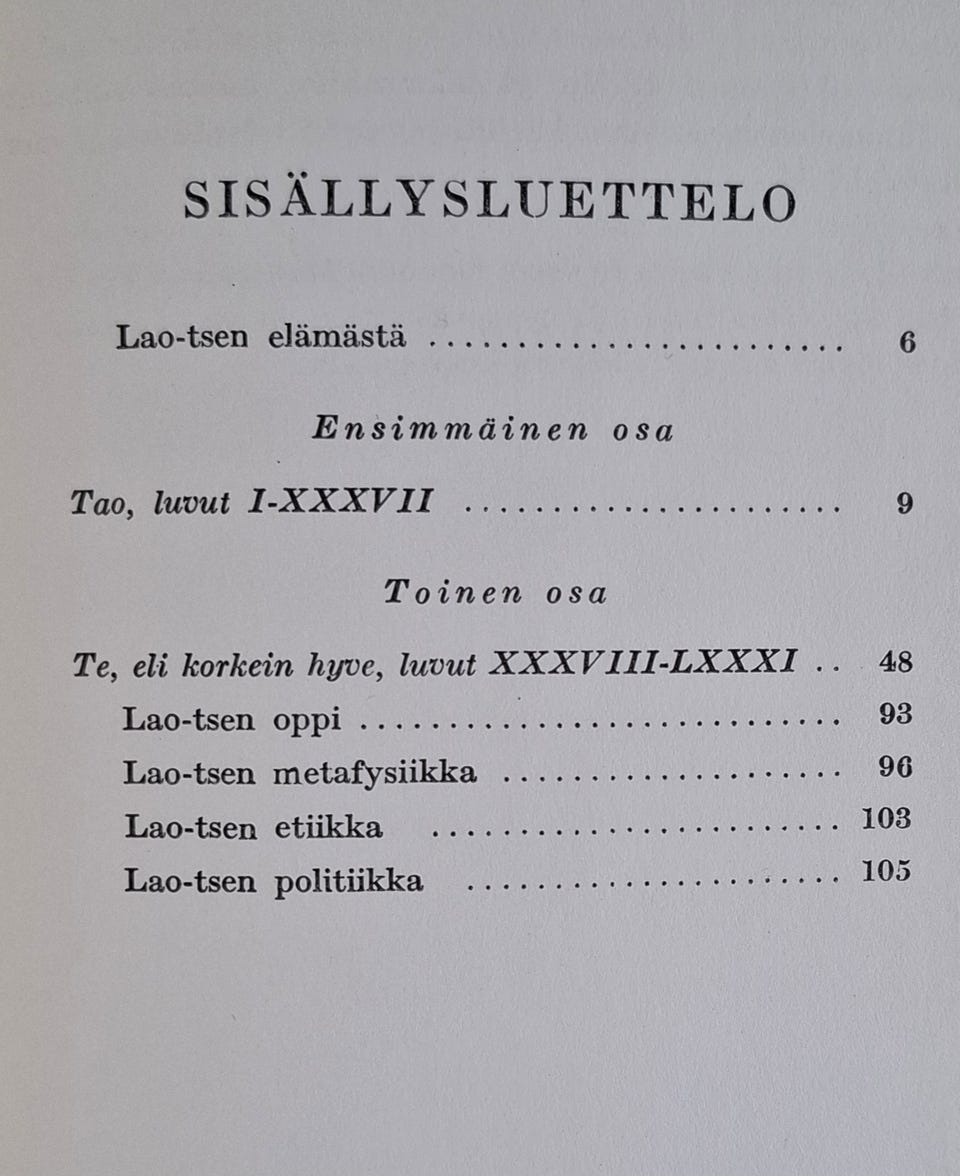 SISÄLLYSLUETTELO
Lao-tsen elämästä ........................ 6
Ensimmäinen osa
Tao, luvut I-XXXVII ...................... 9
Toinen osa
Te, eli korkein hyve, luvut XXXVIII-LXXXI .. 48
Lao-tsen oppi ............................ 93
Lao-tsen metafysiikka .................... 96
Lao-tsen etiikka ........................ 103
Lao-tsen politiikka ...................... 105